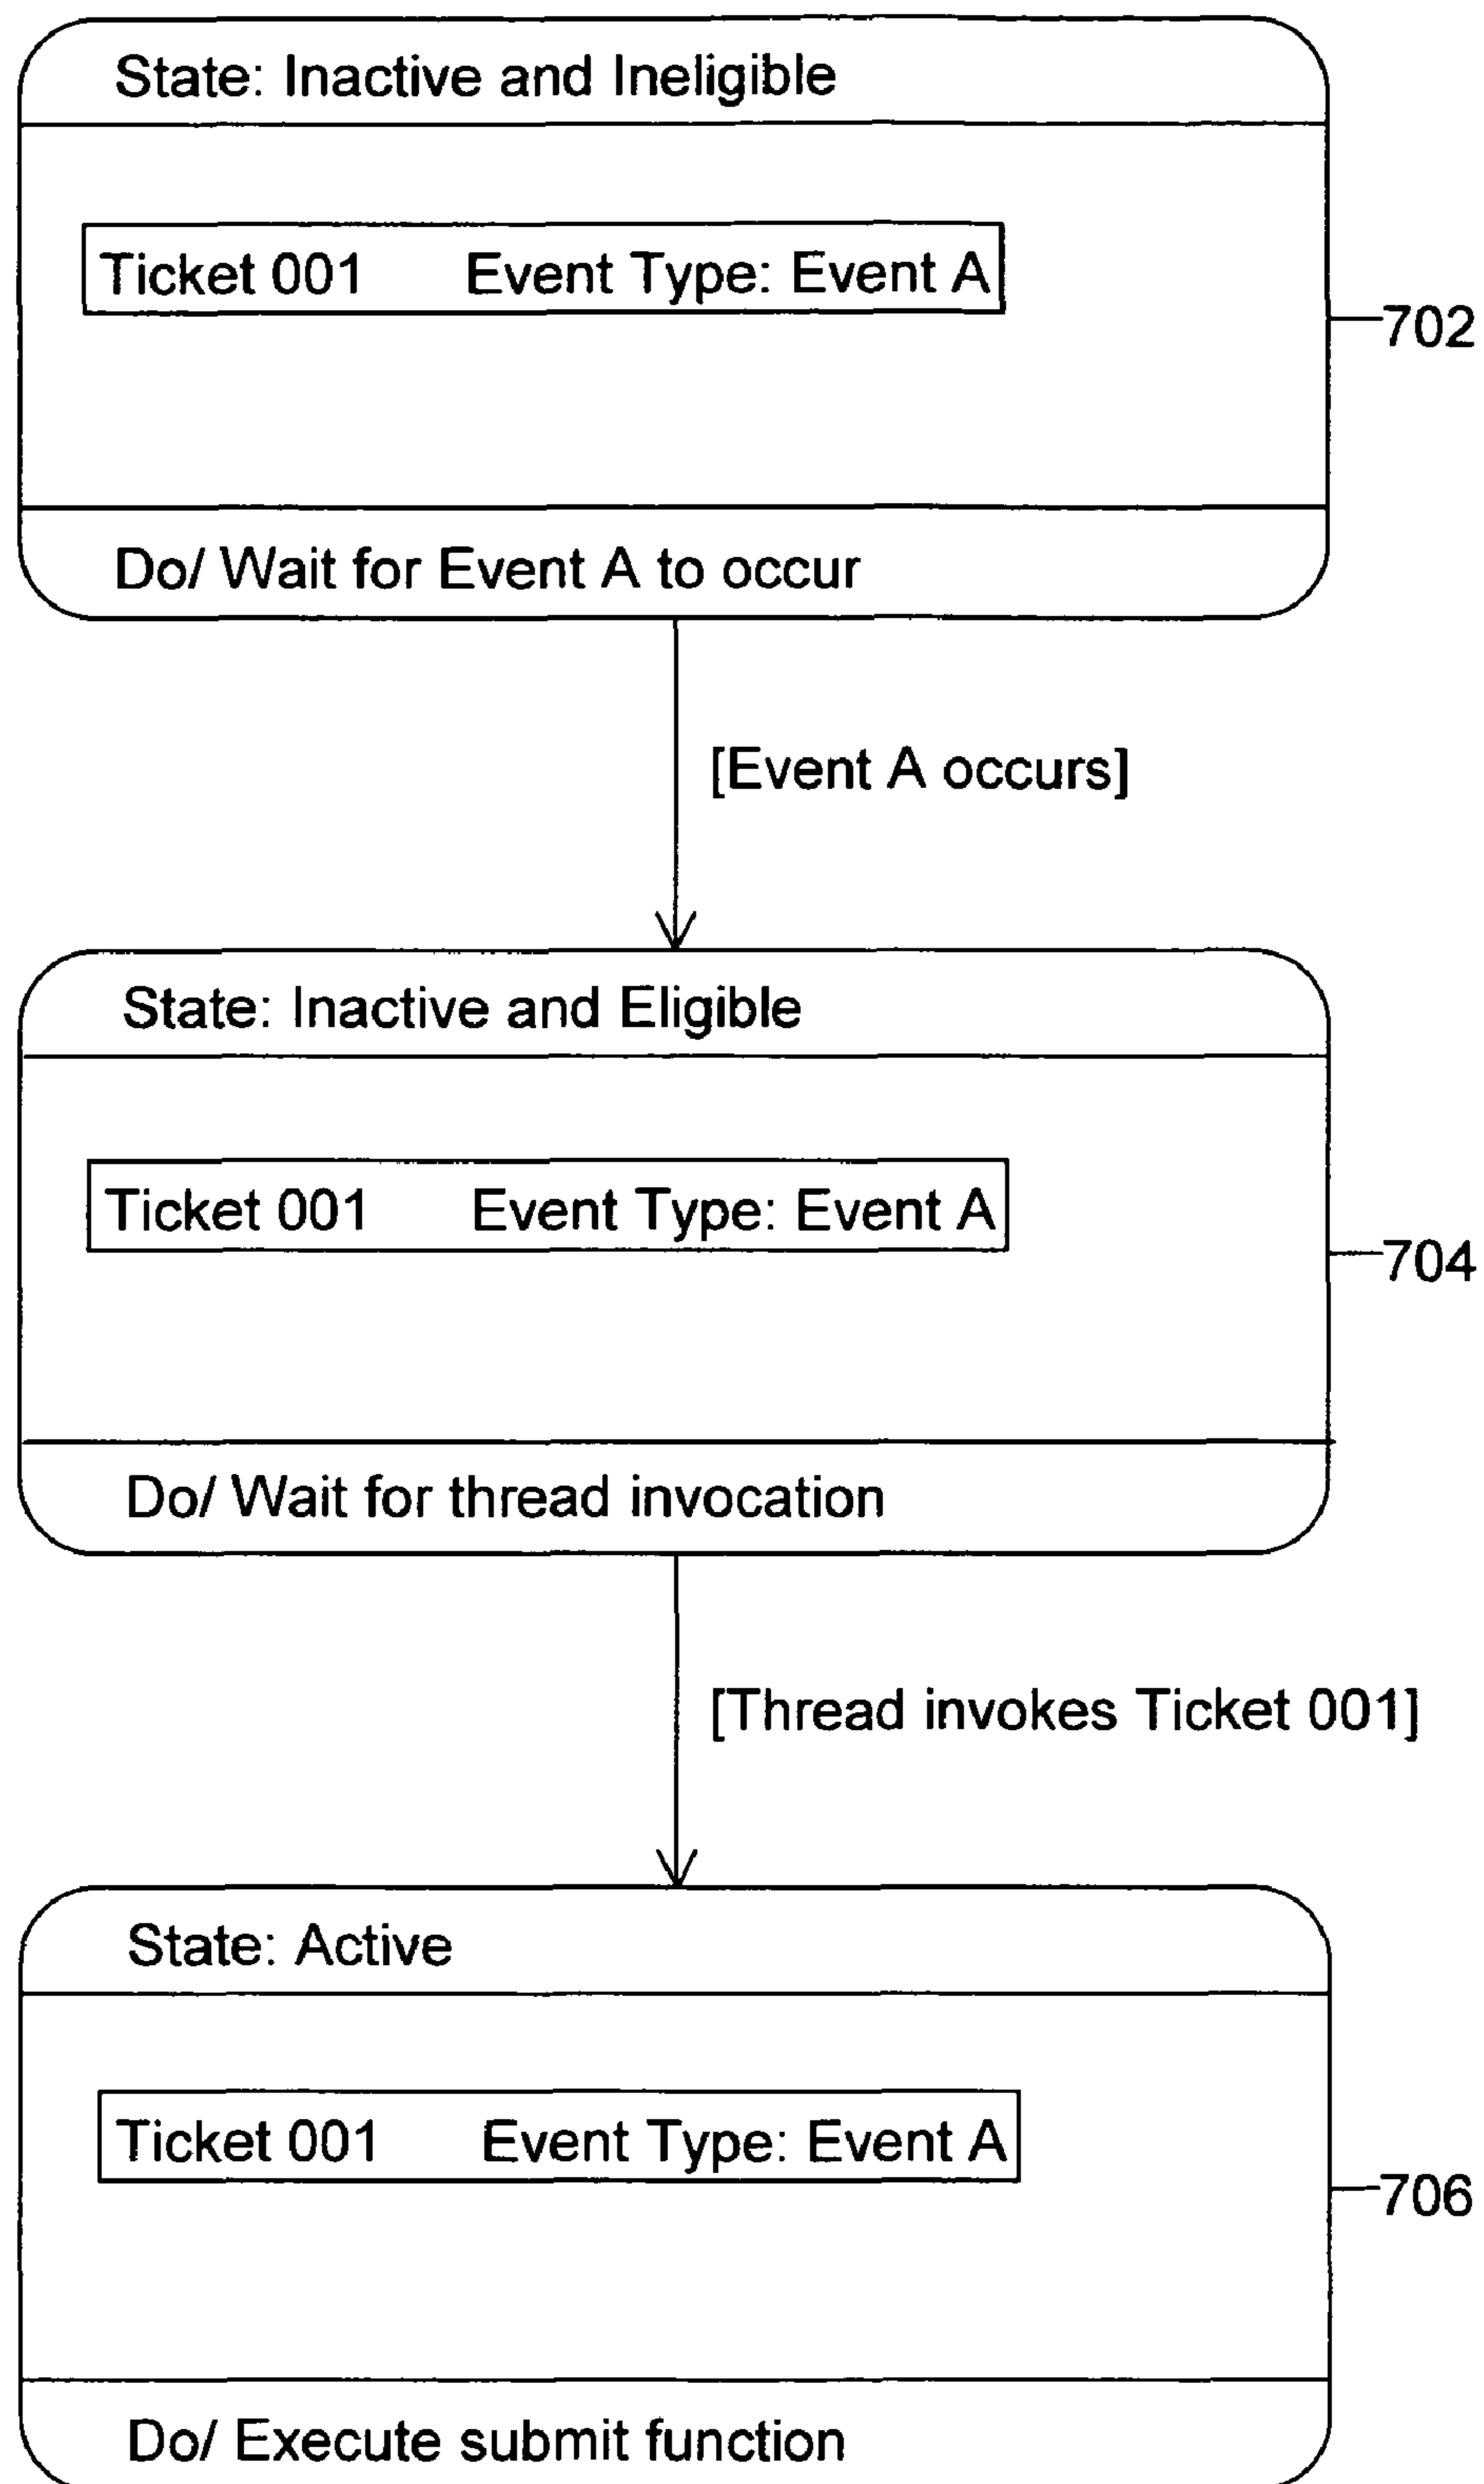 State: Inactive and Ineligible
Ticket 001 Event Type: Event A
702
Do/ Wait for Event A to occur
[Event A occurs]
State: Inactive and Eligible
Ticket 001 Event Type: Event A
704
Do/ Wait for thread invocation
[Thread invokes Ticket 001]
State: Active
Ticket 001 Event Type: Event A
706
Do/ Execute submit function